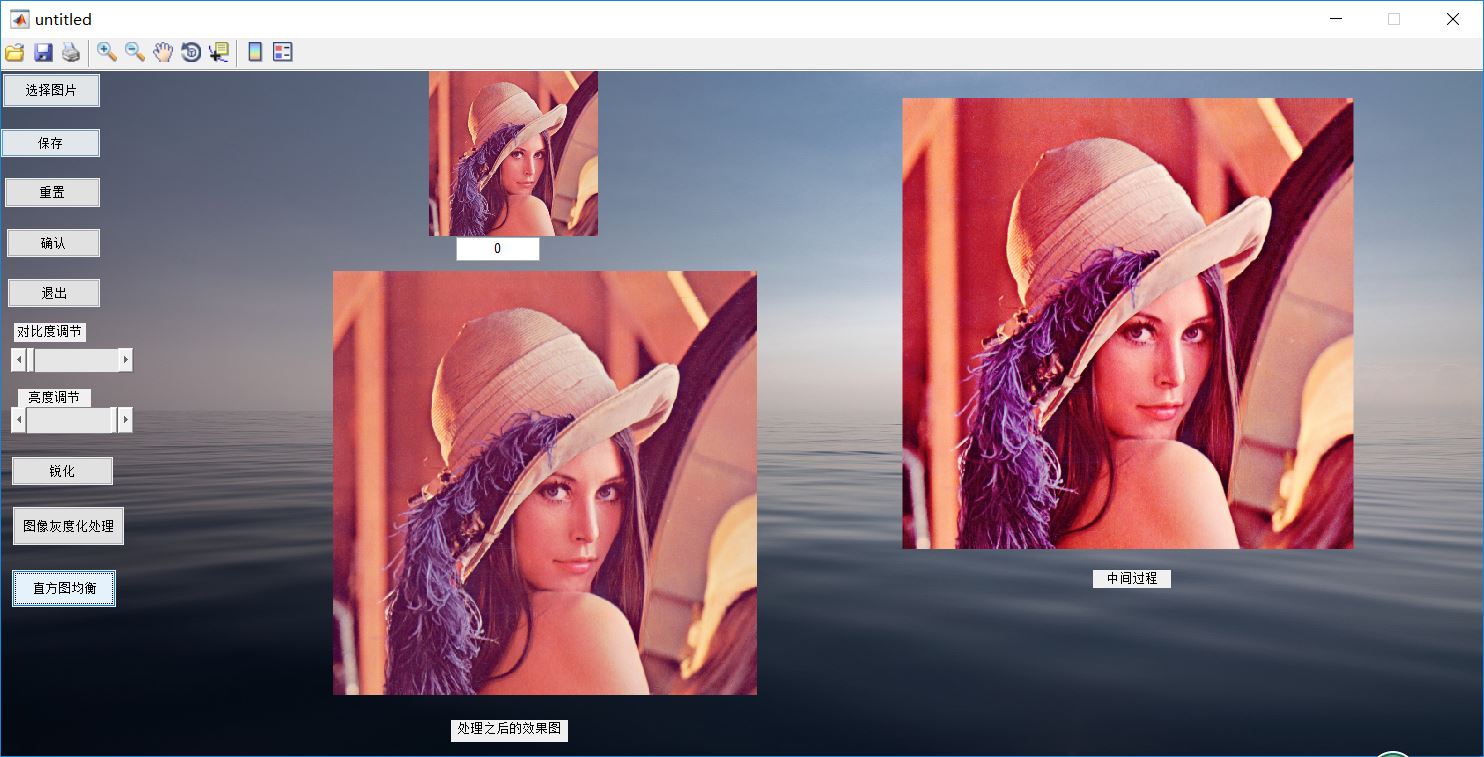 untitled
选择图片
保存
重置
确认
退出
对比度调节
亮度调节
锐化
图像灰度化处理
直方图均衡
0
处理之后的效果图
中间过程